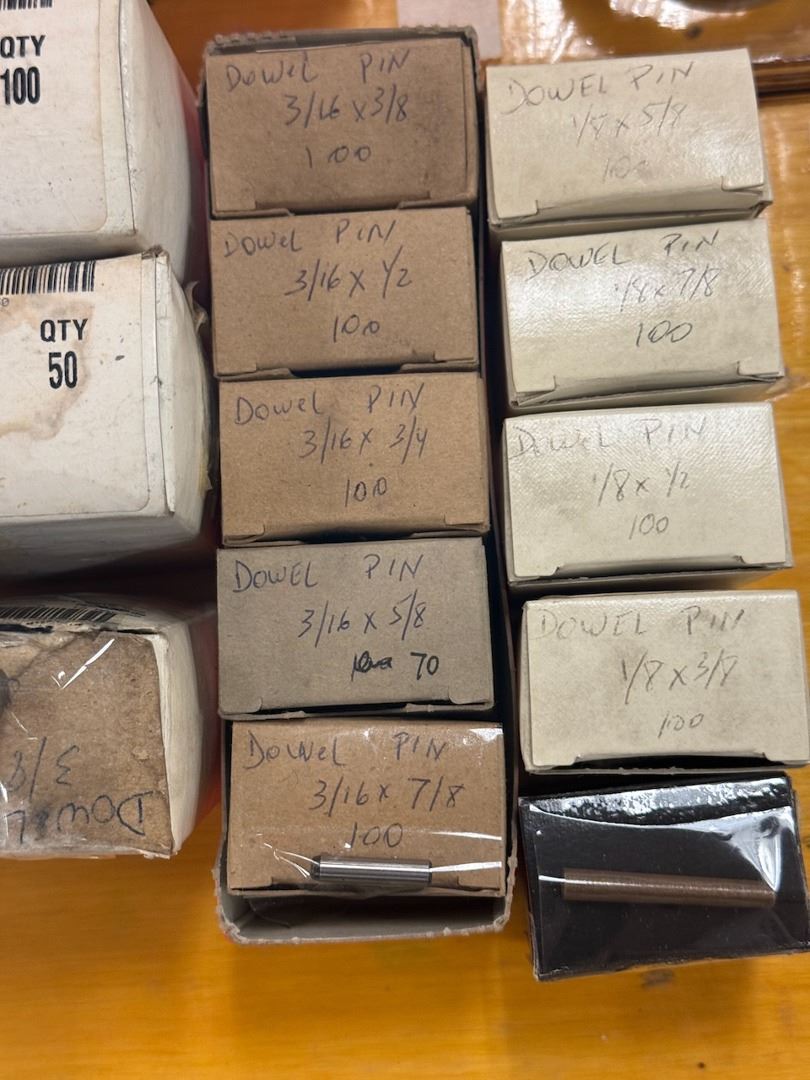 QTY
100
QTY
50
DOWEL
3/8
DOWEL PIN
3/16 x 3/8
100
DOWEL PIN
3/16 x 1/2
100
DOWEL PIN
3/16 x 3/4
100
DOWEL PIN
3/16 x 5/8
70
DOWEL PIN
3/16 x 7/8
100
DOWEL PIN
1/8 x 5/8
100
DOWEL PIN
1/8 x 7/8
100
DOWEL PIN
1/8 x 1/2
100
DOWEL PIN
1/8 x 3/8
100